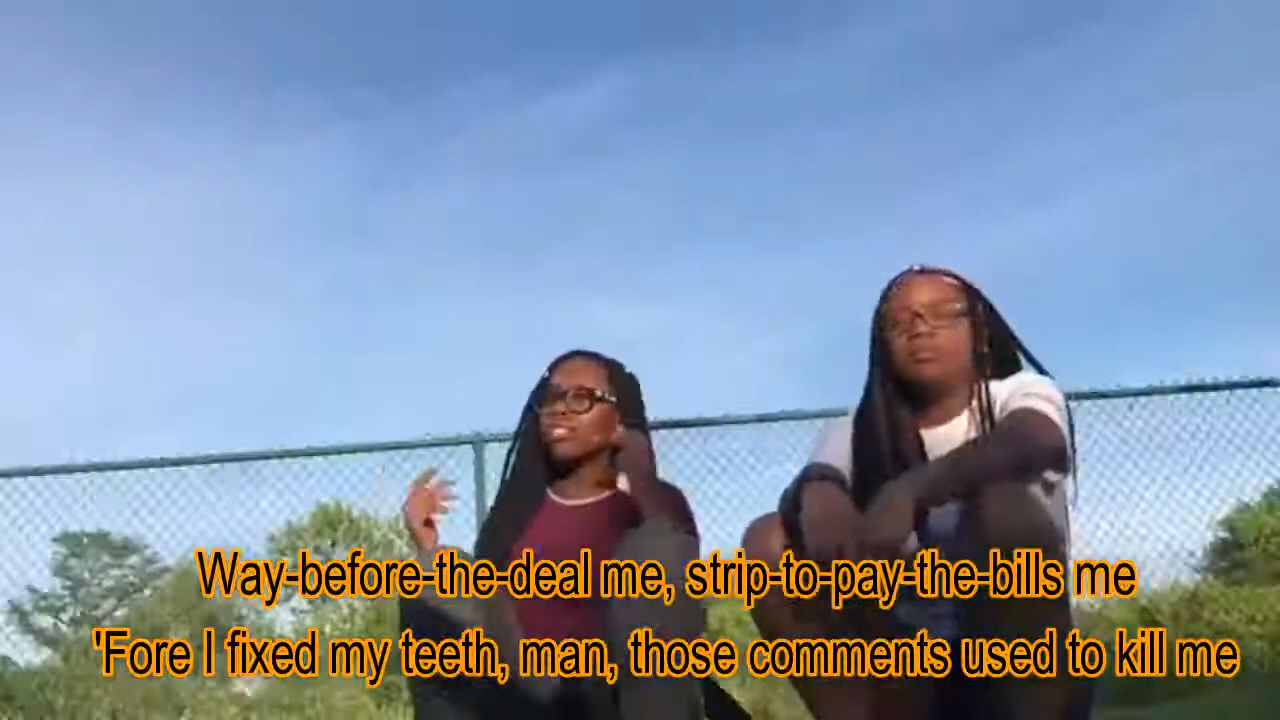 Way-before-the-deal me, strip-to-pay-the-bills me
'Fore I fixed my teeth, man, those comments used to kill me